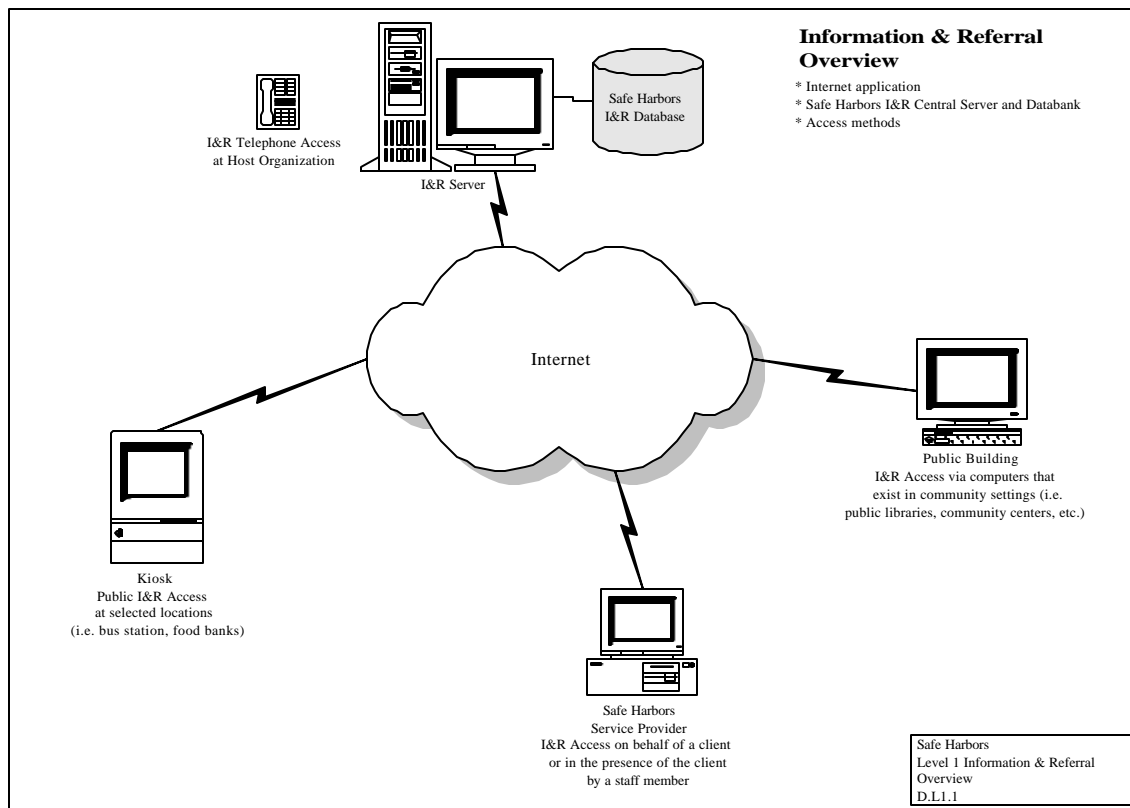 Information & Referral
Overview
* Internet application
* Safe Harbors I&R Central Server and Databank
* Access methods
Safe Harbors
I&R Database
I&R Telephone Access
at Host Organization
I&R Server
Internet
Public Building
I&R Access via computers that
exist in community settings (i.e.
public libraries, community centers, etc.)
Kiosk
Public I&R Access
at selected locations
(i.e. bus station, food banks)
Safe Harbors
Service Provider
I&R Access on behalf of a client
or in the presence of the client
by a staff member
Safe Harbors
Level 1 Information & Referral
Overview
D.L1.1